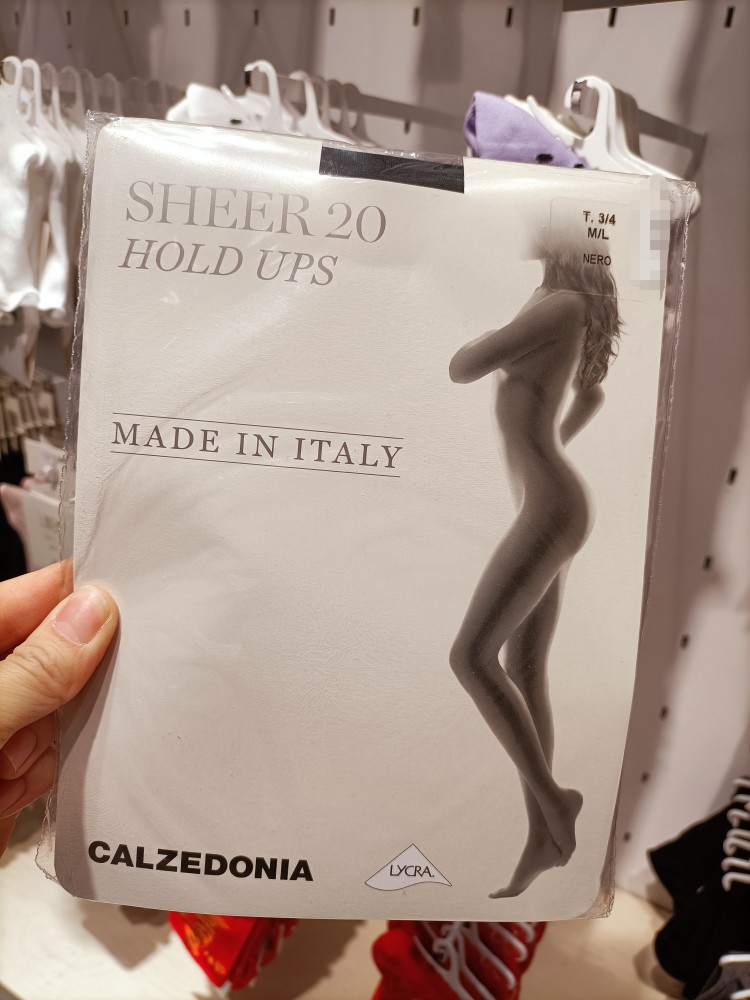 SHEER 20
HOLD UPS
T. 3/4
M/L
NERO
MADE IN ITALY
CALZEDONIA
LYCRA.